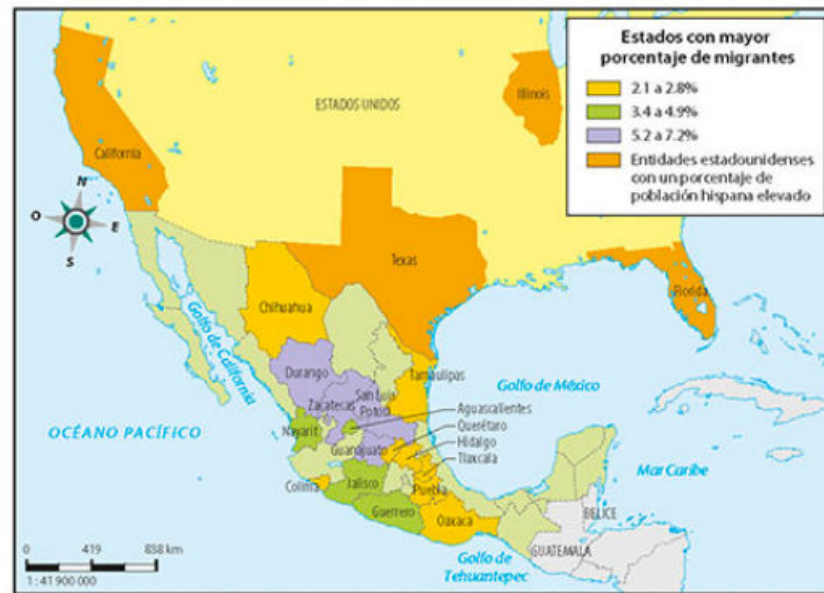 Estados con mayor
porcentaje de migrantes
2.1 a 2.8%
3.4 a 4.9%
5.2 a 7.2%
Entidades estadounidenses
con un porcentaje de
población hispana elevado
ESTADOS UNIDOS
Illinois
California
N
O
E
S
Texas
Florida
Chihuahua
Golfo de California
Durango
Tamaulipas
Golfo de México
Zacatecas
San Luis
Potosí
Aguascalientes
Querétaro
Hidalgo
Tlaxcala
OCÉANO PACÍFICO
Nayarit
Guanajuato
Mar Caribe
Colima
Jalisco
Puebla
Guerrero
Oaxaca
BELICE
GUATEMALA
Golfo de
Tehuantepec
0 419 838 km
1:41 900 000